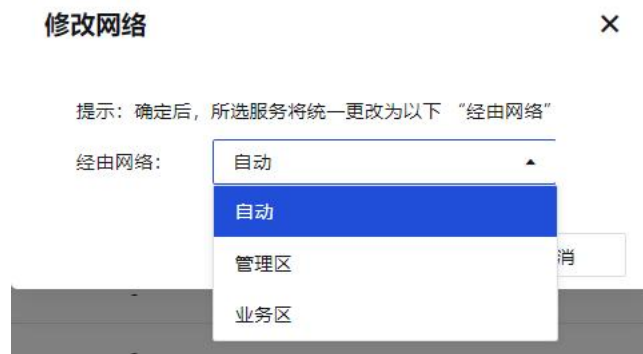 修改网络
提示：确定后，所选服务将统一更改为以下 “经由网络”
经由网络： 自动
自动
管理区
消
业务区